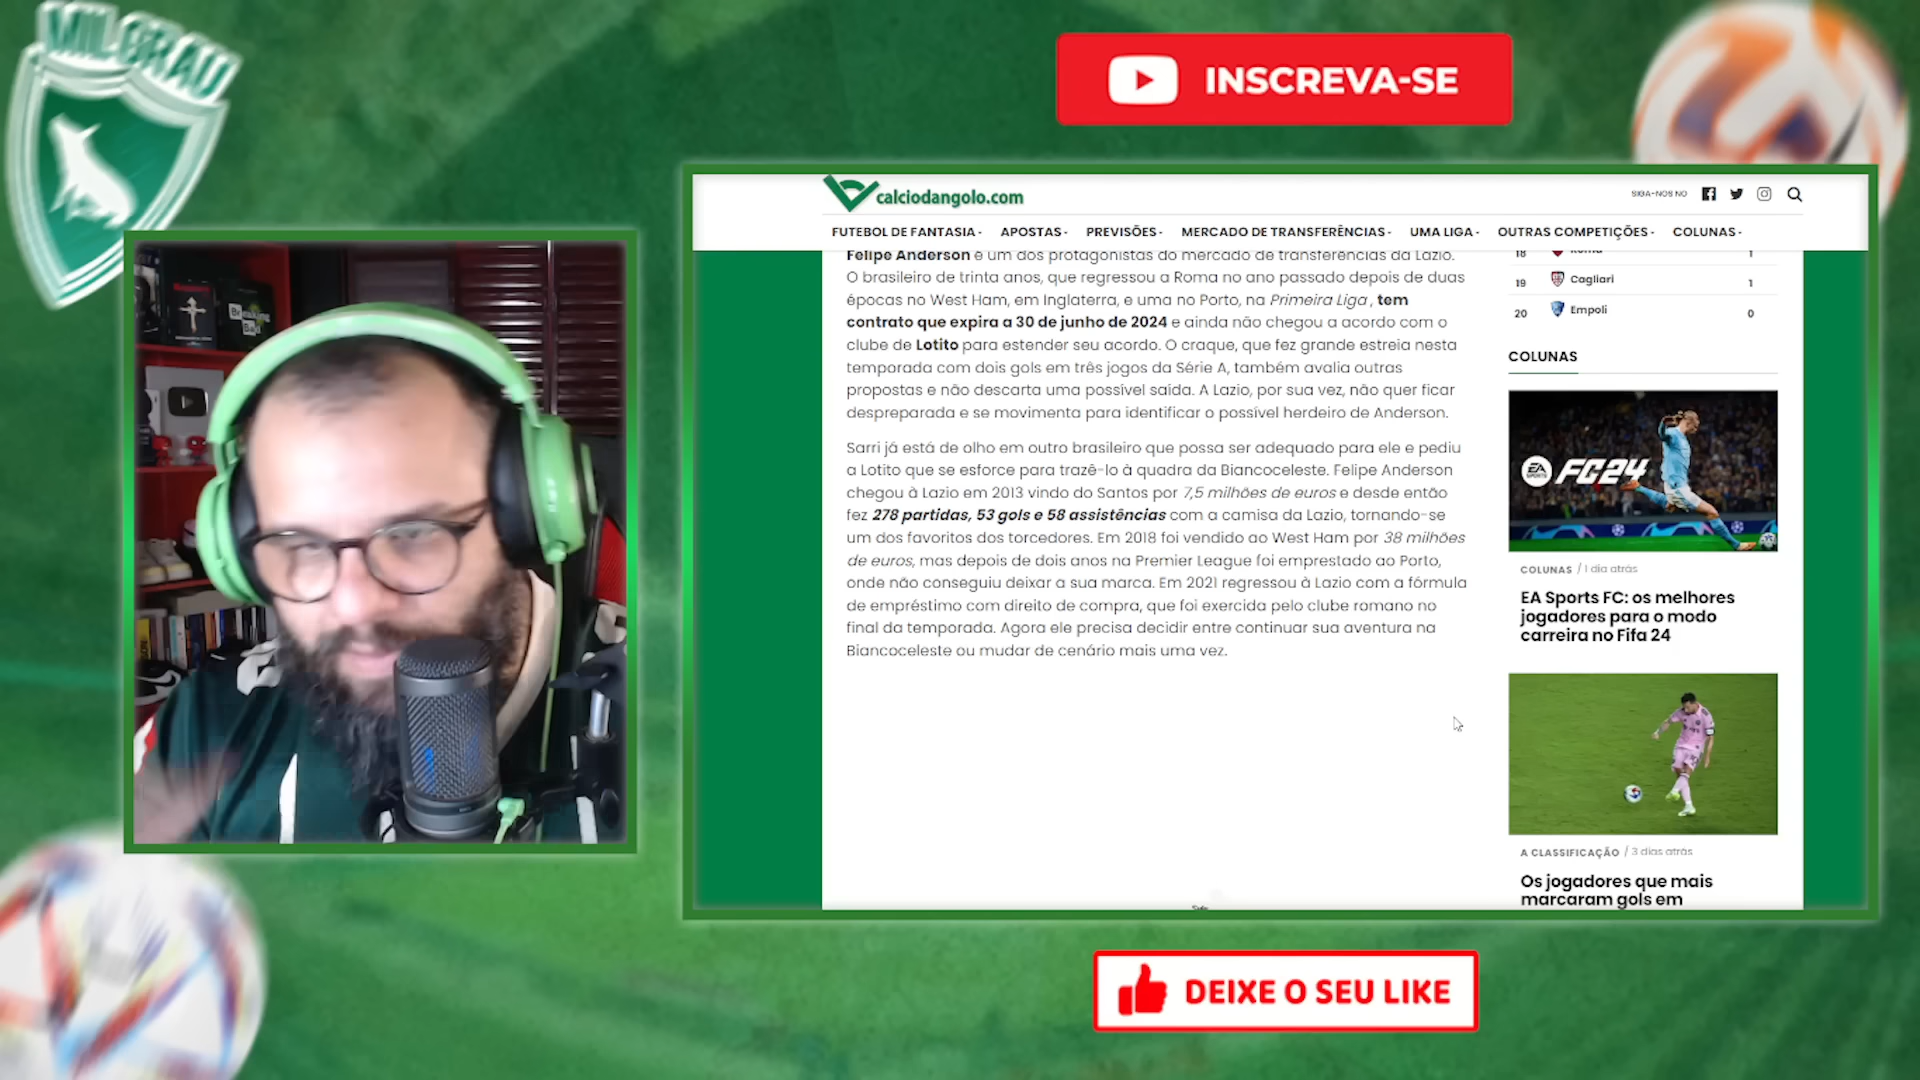 MIL GRAU
INSCREVA-SE
calciodangolo.com
SIGA-NOS NO
FUTEBOL DE FANTASIA
APOSTAS
PREVISÕES
MERCADO DE TRANSFERÊNCIAS
UMA LIGA
OUTRAS COMPETIÇÕES
COLUNAS
Felipe Anderson é um dos protagonistas do mercado de transferências da Lazio.
O brasileiro de trinta anos, que regressou a Roma no ano passado depois de duas
épocas no West Ham, em Inglaterra, e uma no Porto, na Primeira Liga , tem
contrato que expira a 30 de junho de 2024 e ainda não chegou a acordo com o
clube de Lotito para estender seu acordo. O craque, que fez grande estreia nesta
temporada com dois gols em três jogos da Série A, também avalia outras
propostas e não descarta uma possível saída. A Lazio, por sua vez, não quer ficar
despreparada e se movimenta para identificar o possível herdeiro de Anderson.
Sarri já está de olho em outro brasileiro que possa ser adequado para ele e pediu
a Lotito que se esforce para trazê-lo à quadra da Biancoceleste. Felipe Anderson
chegou à Lazio em 2013 vindo do Santos por 7,5 milhões de euros e desde então
fez 278 partidas, 53 gols e 58 assistências com a camisa da Lazio, tornando-se
um dos favoritos dos torcedores. Em 2018 foi vendido ao West Ham por 38 milhões
de euros, mas depois de dois anos na Premier League foi emprestado ao Porto,
onde não conseguiu deixar a sua marca. Em 2021 regressou à Lazio com a fórmula
de empréstimo com direito de compra, que foi exercida pelo clube romano no
final da temporada. Agora ele precisa decidir entre continuar sua aventura na
Biancoceleste ou mudar de cenário mais uma vez.
18 Roma 1
19 Cagliari 1
20 Empoli 0
COLUNAS
EA SPORTS FC24
COLUNAS / 1 dia atrás
EA Sports FC: os melhores
jogadores para o modo
carreira no Fifa 24
A CLASSIFICAÇÃO / 3 dias atrás
Os jogadores que mais
marcaram gols em
Breaking
Bad
DEIXE O SEU LIKE